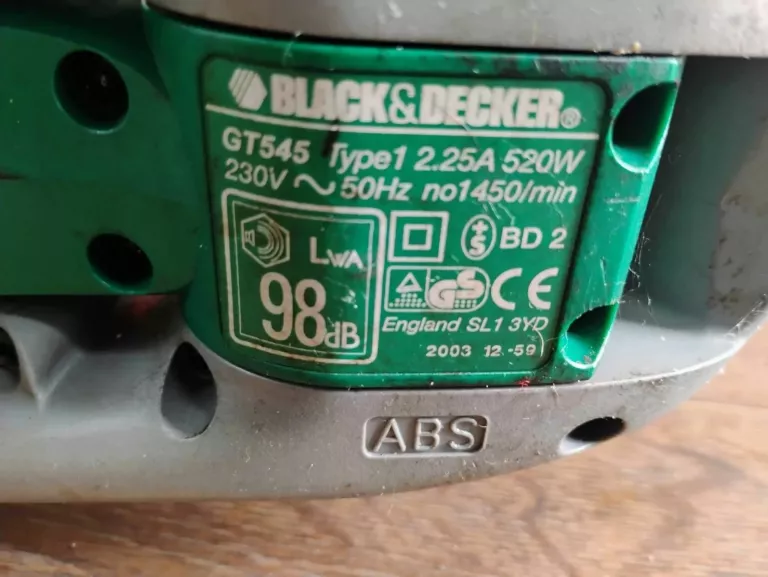 BLACK&DECKER®
GT545 Type1 2.25A 520W
230V ~ 50Hz no1450/min
LWA
98dB
BD 2
GS CE
England SL1 3YD
2003 12-59
ABS